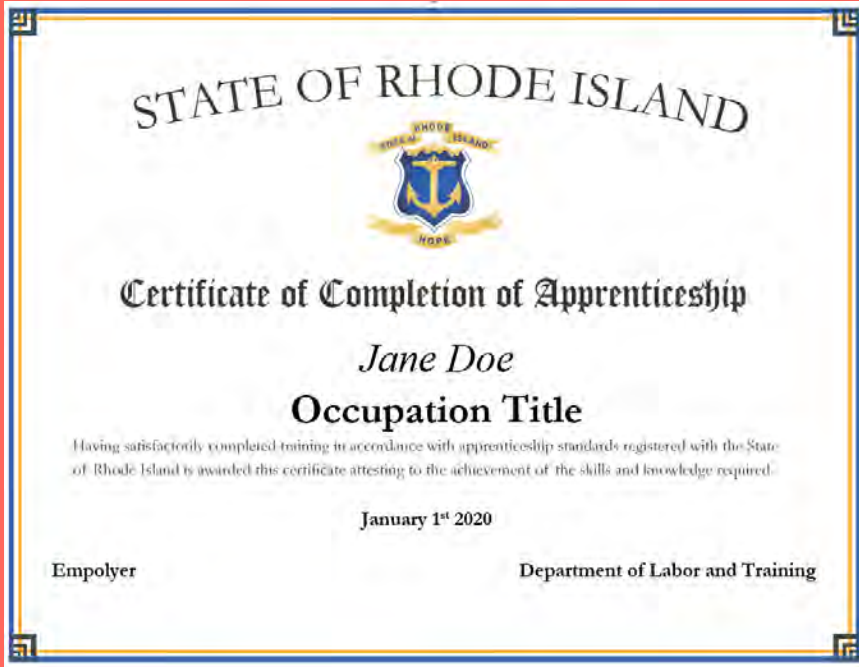 STATE OF RHODE ISLAND
RHODE
STATE of ISLAND
HOPE
Certificate of Completion of Apprenticeship
Jane Doe
Occupation Title
Having satisfactorily completed training in accordance with apprenticeship standards registered with the State
of Rhode Island is awarded this certificate attesting to the achievement of the skills and knowledge required.
January 1st 2020
Empolyer
Department of Labor and Training